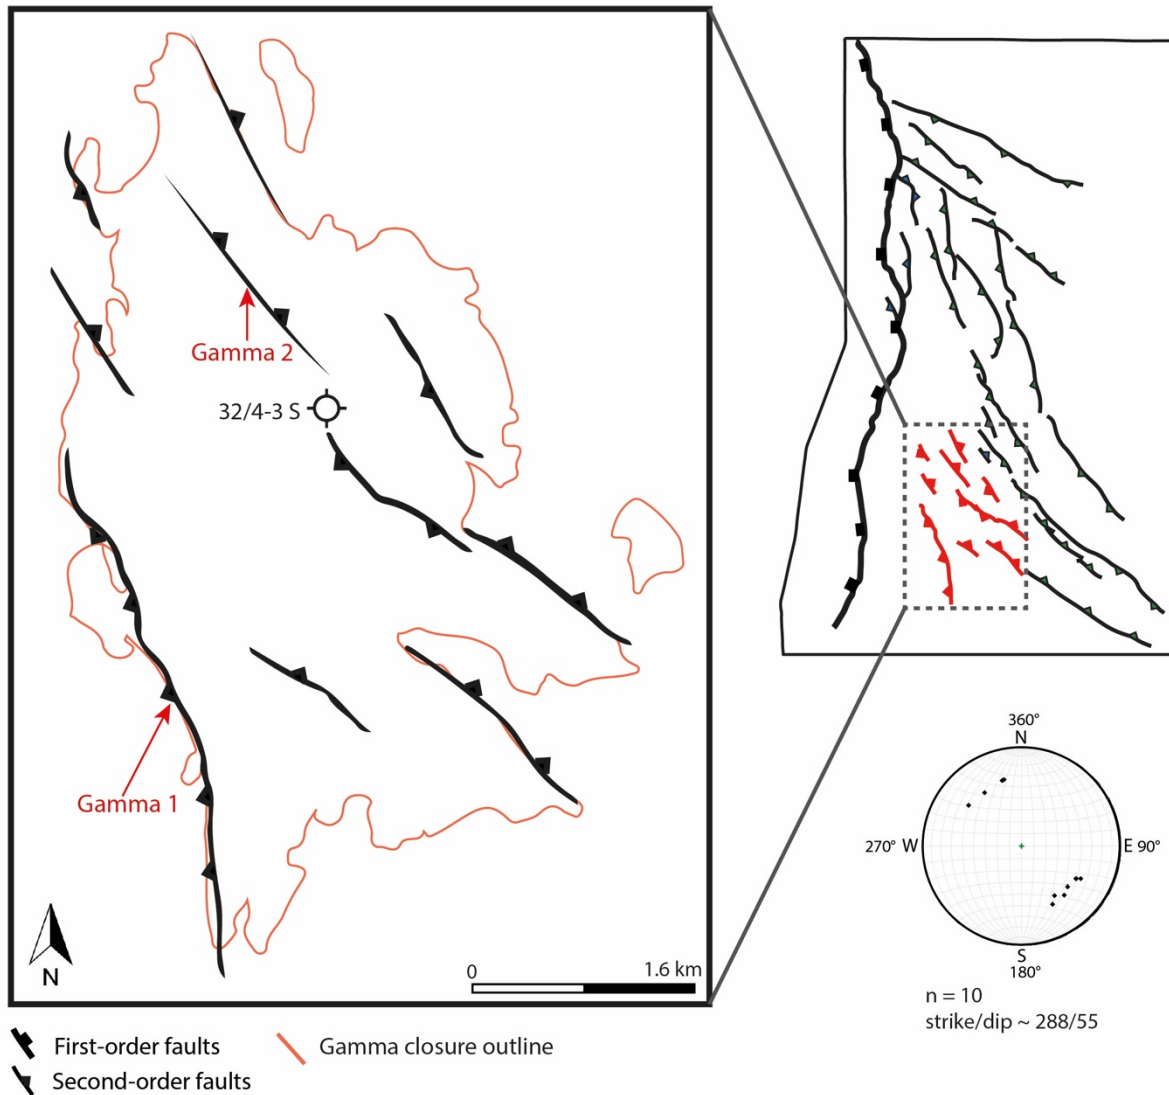 Gamma 2
32/4-3 S
Gamma 1
N
0 1.6 km
360°
N
270° W
E 90°
S
180°
n = 10
strike/dip ~ 288/55
First-order faults
Gamma closure outline
Second-order faults